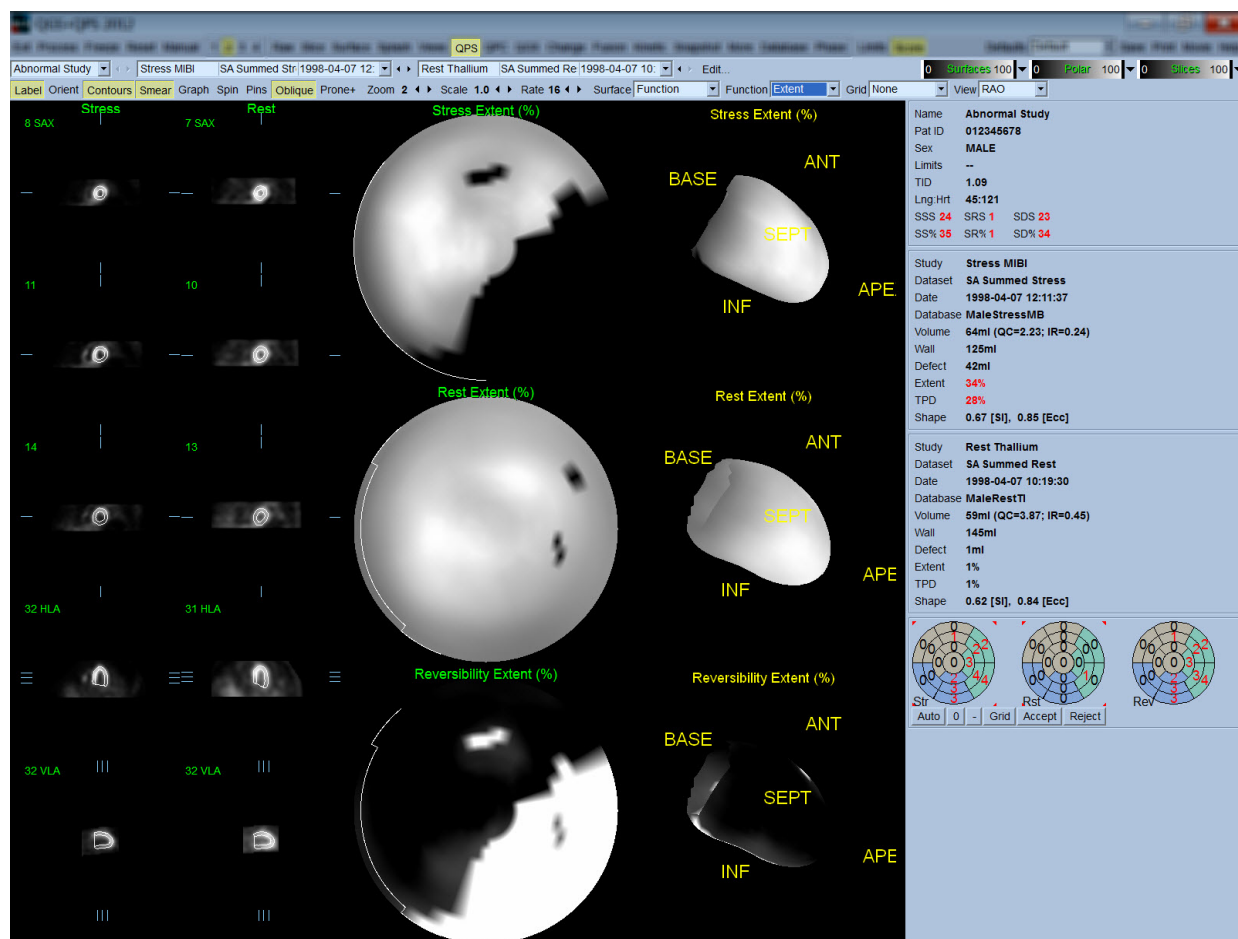 QGS+QPS 2012
QPS
Abnormal Study Stress MIBI SA Summed Str 1998-04-07 12: Rest Thallium SA Summed Re 1998-04-07 10: Edit... 0 Surfaces 100 0 Polar 100 0 Slices 100
Label Orient Contours Smear Graph Spin Pins Oblique Prone+ Zoom 2 Scale 1.0 Rate 16 Surface Function Function Extent Grid None View RAO
Stress Rest
8 SAX 7 SAX
11 10
14 13
32 HLA 31 HLA
32 VLA 32 VLA
Stress Extent (%)
Stress Extent (%)
ANT
BASE
SEPT
APE
INF
Rest Extent (%)
Rest Extent (%)
ANT
BASE
SEPT
APE
INF
Reversibility Extent (%)
Reversibility Extent (%)
ANT
BASE
SEPT
APE
INF
Name Abnormal Study
Pat ID 012345678
Sex MALE
Limits --
TID 1.09
Lng:Hrt 45:121
SSS 24 SRS 1 SDS 23
SS% 35 SR% 1 SD% 34
Study Stress MIBI
Dataset SA Summed Stress
Date 1998-04-07 12:11:37
Database MaleStressMB
Volume 64ml (QC=2.23; IR=0.24)
Wall 125ml
Defect 42ml
Extent 34%
TPD 28%
Shape 0.67 [SI], 0.85 [Ecc]
Study Rest Thallium
Dataset SA Summed Rest
Date 1998-04-07 10:19:30
Database MaleRestTl
Volume 59ml (QC=3.87; IR=0.45)
Wall 145ml
Defect 1ml
Extent 1%
TPD 1%
Shape 0.62 [SI], 0.84 [Ecc]
Str Rst Rev
Auto 0 - Grid Accept Reject